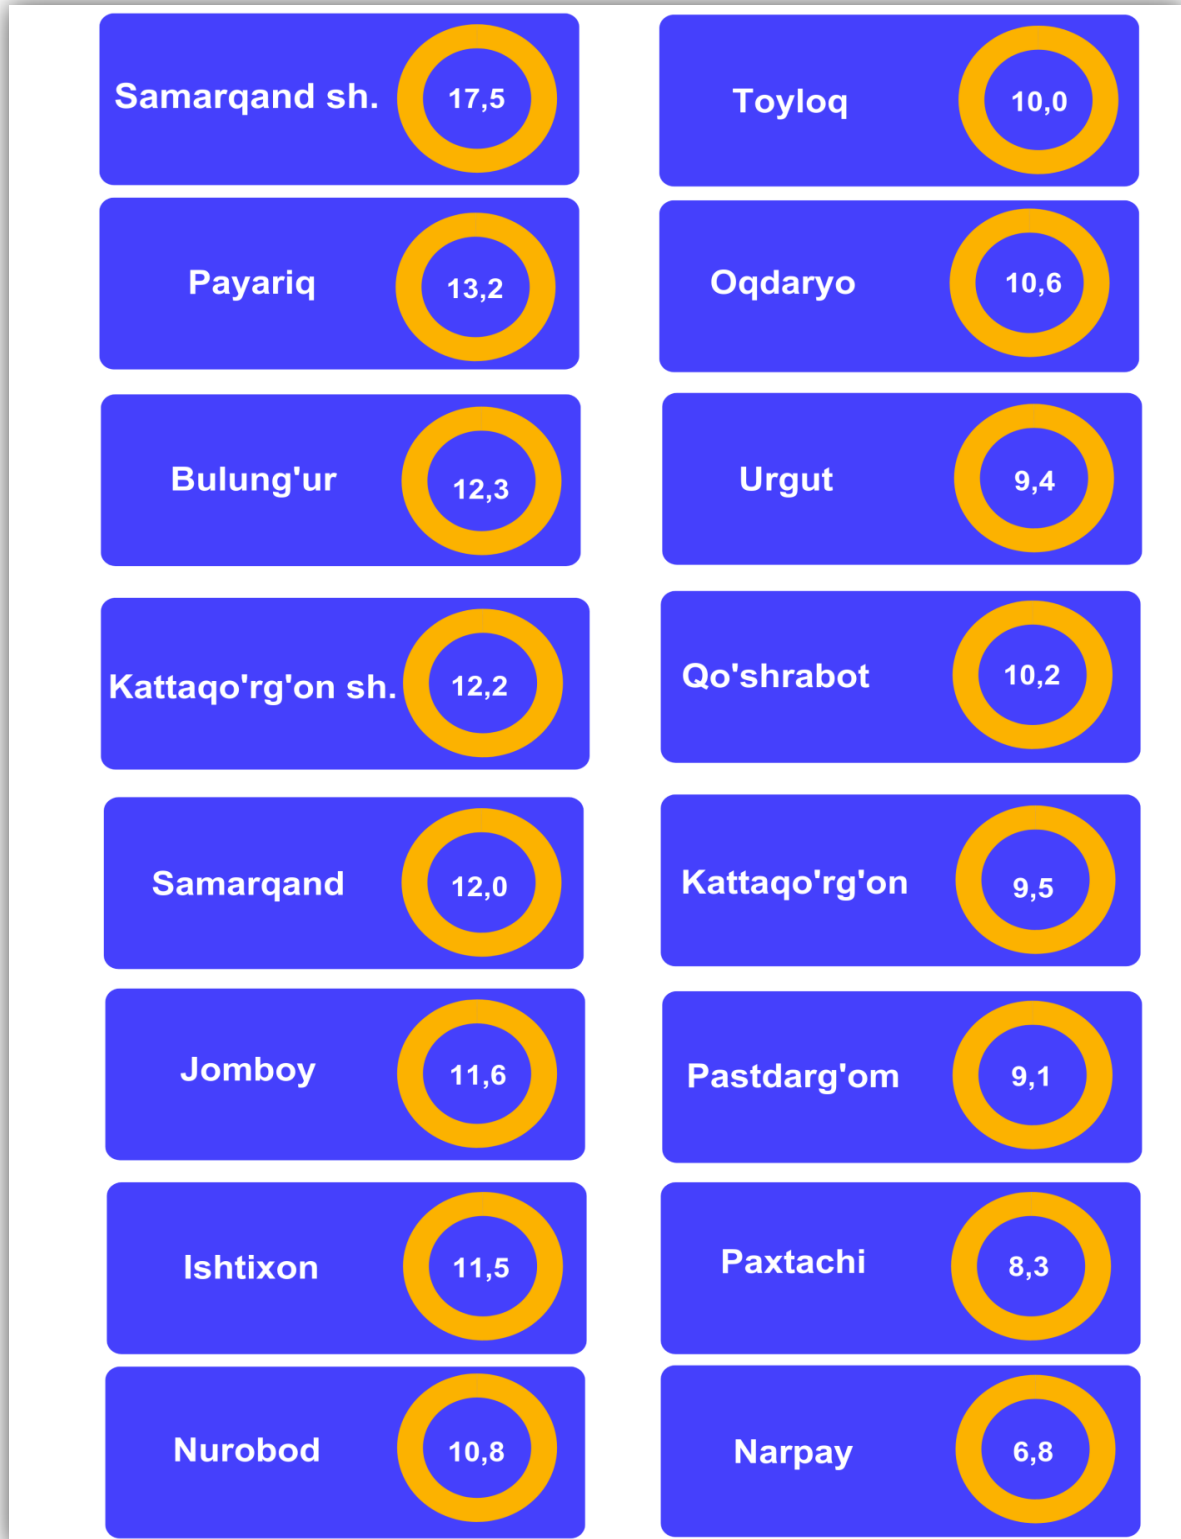 Samarqand sh. 17,5
Payariq 13,2
Bulung'ur 12,3
Kattaqo'rg'on sh. 12,2
Samarqand 12,0
Jomboy 11,6
Ishtixon 11,5
Nurobod 10,8
Toyloq 10,0
Oqdaryo 10,6
Urgut 9,4
Qo'shrabot 10,2
Kattaqo'rg'on 9,5
Pastdarg'om 9,1
Paxtachi 8,3
Narpay 6,8